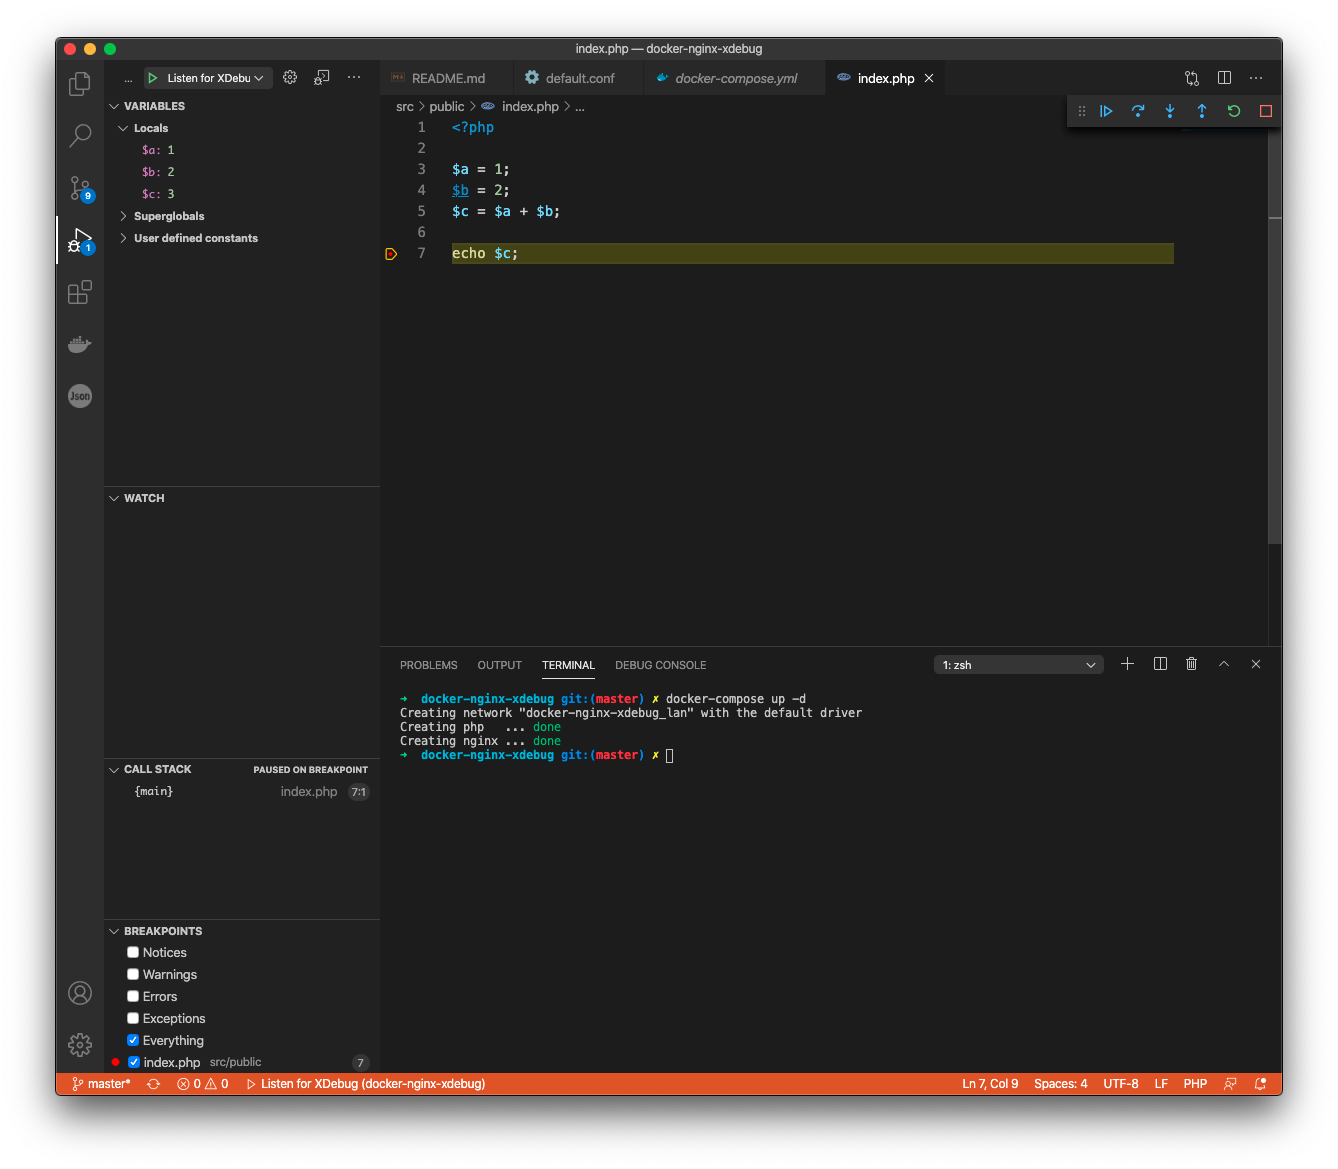 index.php — docker-nginx-xdebug
... Listen for XDebu ...
README.md default.conf docker-compose.yml index.php
9
1
Json
VARIABLES
Locals
$a: 1
$b: 2
$c: 3
Superglobals
User defined constants
src > public > index.php > ...
1 <?php
2
3 $a = 1;
4 $b = 2;
5 $c = $a + $b;
6
7 echo $c;
WATCH
CALL STACK PAUSED ON BREAKPOINT
{main} index.php 7:1
BREAKPOINTS
Notices
Warnings
Errors
Exceptions
Everything
index.php src/public 7
PROBLEMS OUTPUT TERMINAL DEBUG CONSOLE 1: zsh
➜ docker-nginx-xdebug git:(master) ✗ docker-compose up -d
Creating network "docker-nginx-xdebug_lan" with the default driver
Creating php ... done
Creating nginx ... done
➜ docker-nginx-xdebug git:(master) ✗
master* 0 0 Listen for XDebug (docker-nginx-xdebug) Ln 7, Col 9 Spaces: 4 UTF-8 LF PHP